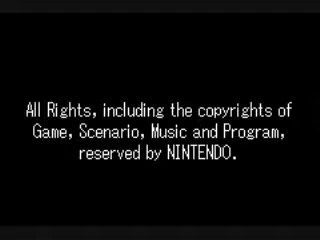 All Rights, including the copyrights of
Game, Scenario, Music and Program,
reserved by NINTENDO.